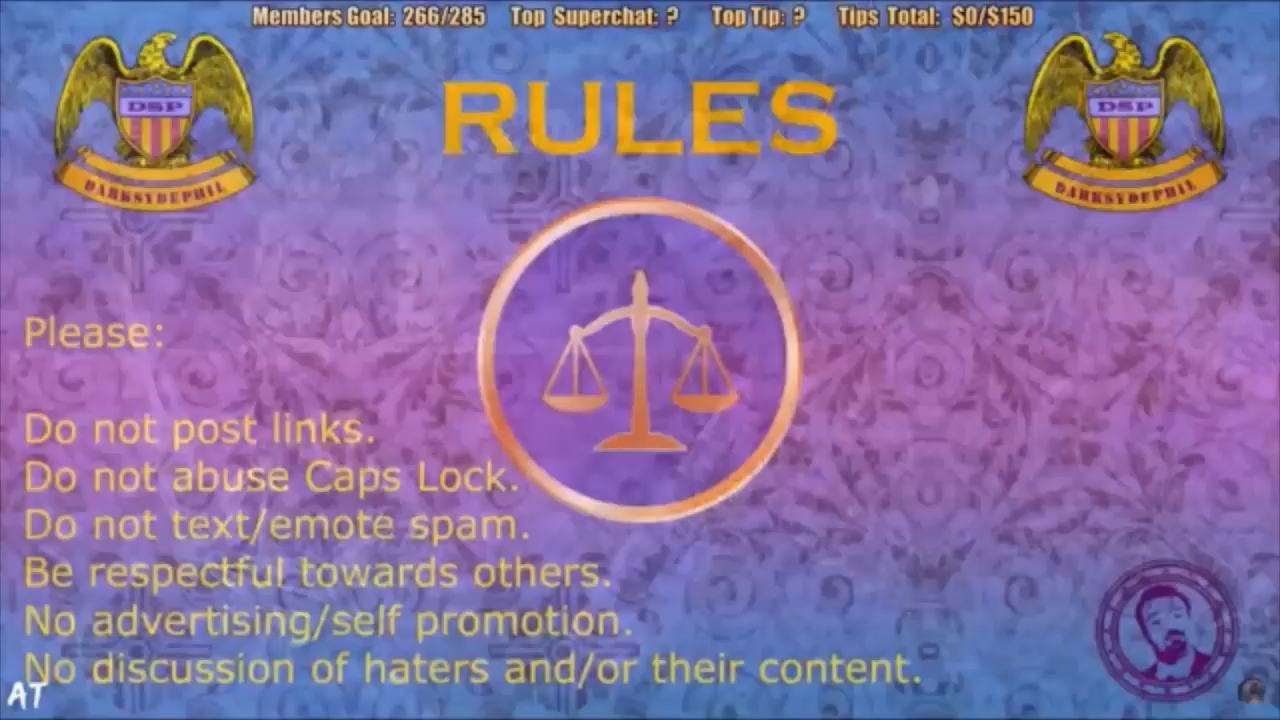 Members Goal: 266/285 Top Superchat: ? Top Tip: ? Tips Total: $0/$150
DSP
DARKSYDEPHIL
RULES
DSP
DARKSYDEPHIL
Please:
Do not post links.
Do not abuse Caps Lock.
Do not text/emote spam.
Be respectful towards others.
No advertising/self promotion.
No discussion of haters and/or their content.
AT